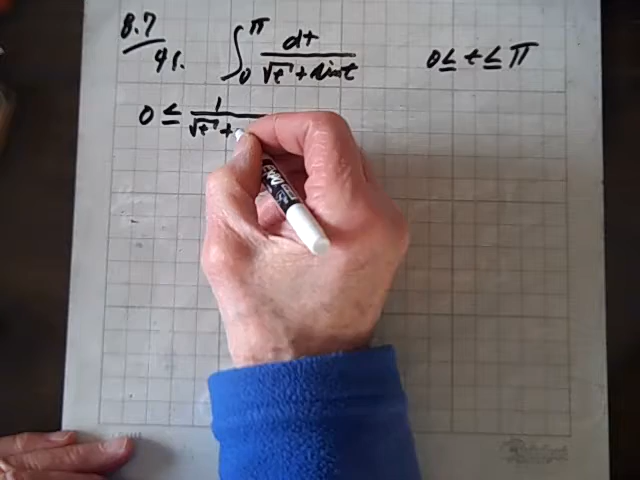 8.7
41. ∫₀^π dt/(√t + sin t) 0 ≤ t ≤ π
0 ≤ 1/(√t +